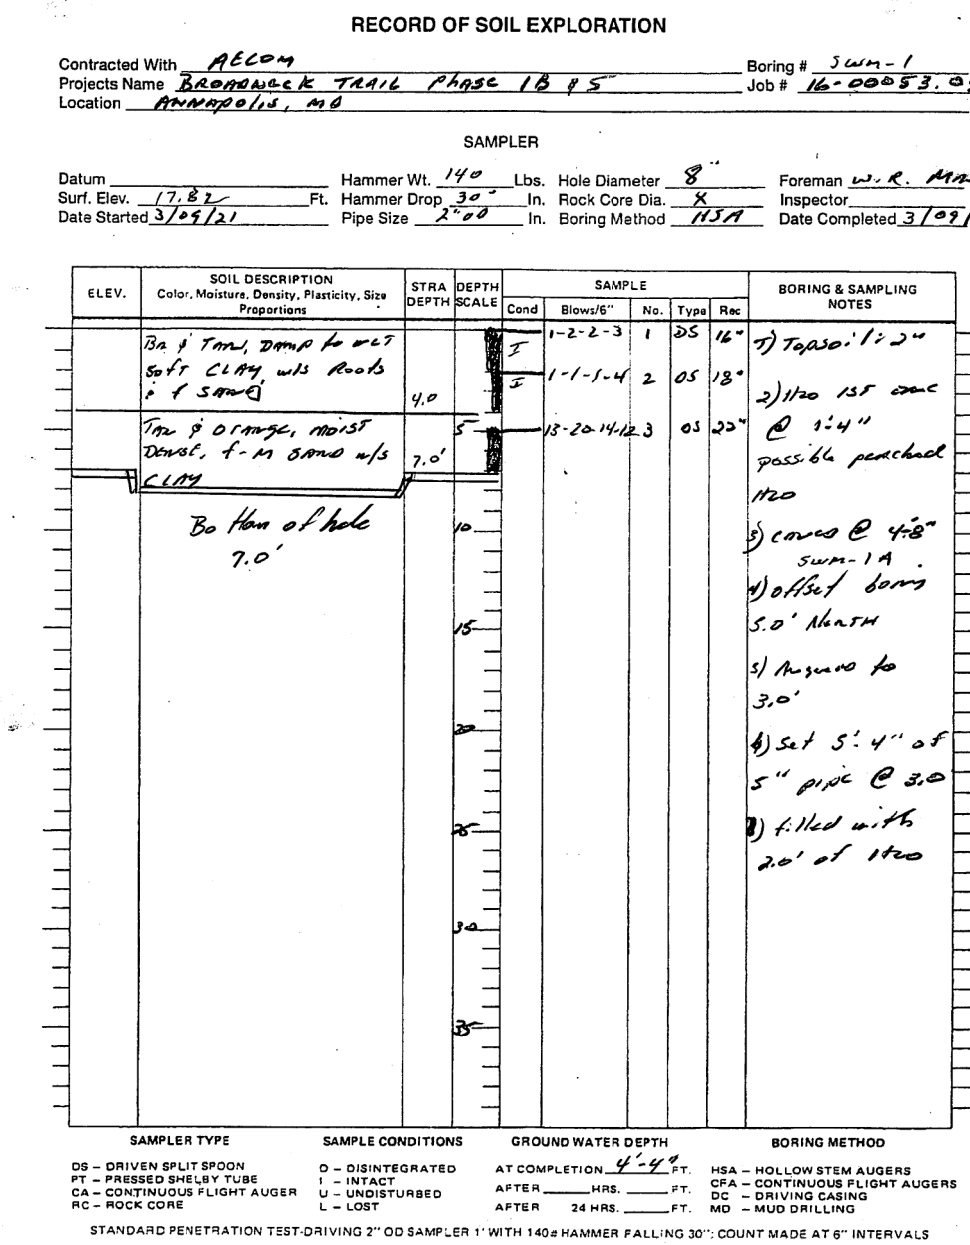 RECORD OF SOIL EXPLORATION
Contracted With AECOM Boring # SWM-1
Projects Name BROADNECK TRAIL PHASE 1B & 5 Job # 16-00053.0
Location ANNAPOLIS, MD
SAMPLER
Datum Hammer Wt. 140 Lbs. Hole Diameter 8" Foreman W. R.
Surf. Elev. 17.82 Ft. Hammer Drop 30" In. Rock Core Dia. X Inspector
Date Started 3/09/21 Pipe Size 2" OD In. Boring Method HSA Date Completed 3/09/
ELEV. SOIL DESCRIPTION STRA DEPTH SAMPLE BORING & SAMPLING
Color, Moisture, Density, Plasticity, Size DEPTH SCALE NOTES
Proportions Cond Blows/6" No. Type Rec
BR & TAN, DAMP to WET I 1-2-2-3 1 DS 16" 1) Topsoil: 2"
SOFT CLAY w/s Roots I 1-1-1-4 2 DS 18" 2) H2O 1ST enc
& f SAND 4.0 @ 1'-4"
TAN & ORANGE, MOIST 5 13-20-14-12 3 DS 22" possible perched
DENSE, f-M SAND w/s 7.0' H2O
CLAY
Bottom of hole 10 3) caved @ 4'-8"
7.0' SWM-1A
4) offset boring
15 5.0' NORTH
5) Augered to
3.0'
20 6) Set 5'-4" of
5" pipe @ 3.0
25 ) filled with
2.0' of H2O
30
35
SAMPLER TYPE SAMPLE CONDITIONS GROUND WATER DEPTH BORING METHOD
DS – DRIVEN SPLIT SPOON D – DISINTEGRATED AT COMPLETION 4'-4" FT. HSA – HOLLOW STEM AUGERS
PT – PRESSED SHELBY TUBE I – INTACT AFTER HRS. FT. CFA – CONTINUOUS FLIGHT AUGERS
CA – CONTINUOUS FLIGHT AUGER U – UNDISTURBED DC – DRIVING CASING
RC – ROCK CORE L – LOST AFTER 24 HRS. FT. MD – MUD DRILLING
STANDARD PENETRATION TEST-DRIVING 2" OD SAMPLER 1' WITH 140# HAMMER FALLING 30": COUNT MADE AT 6" INTERVALS